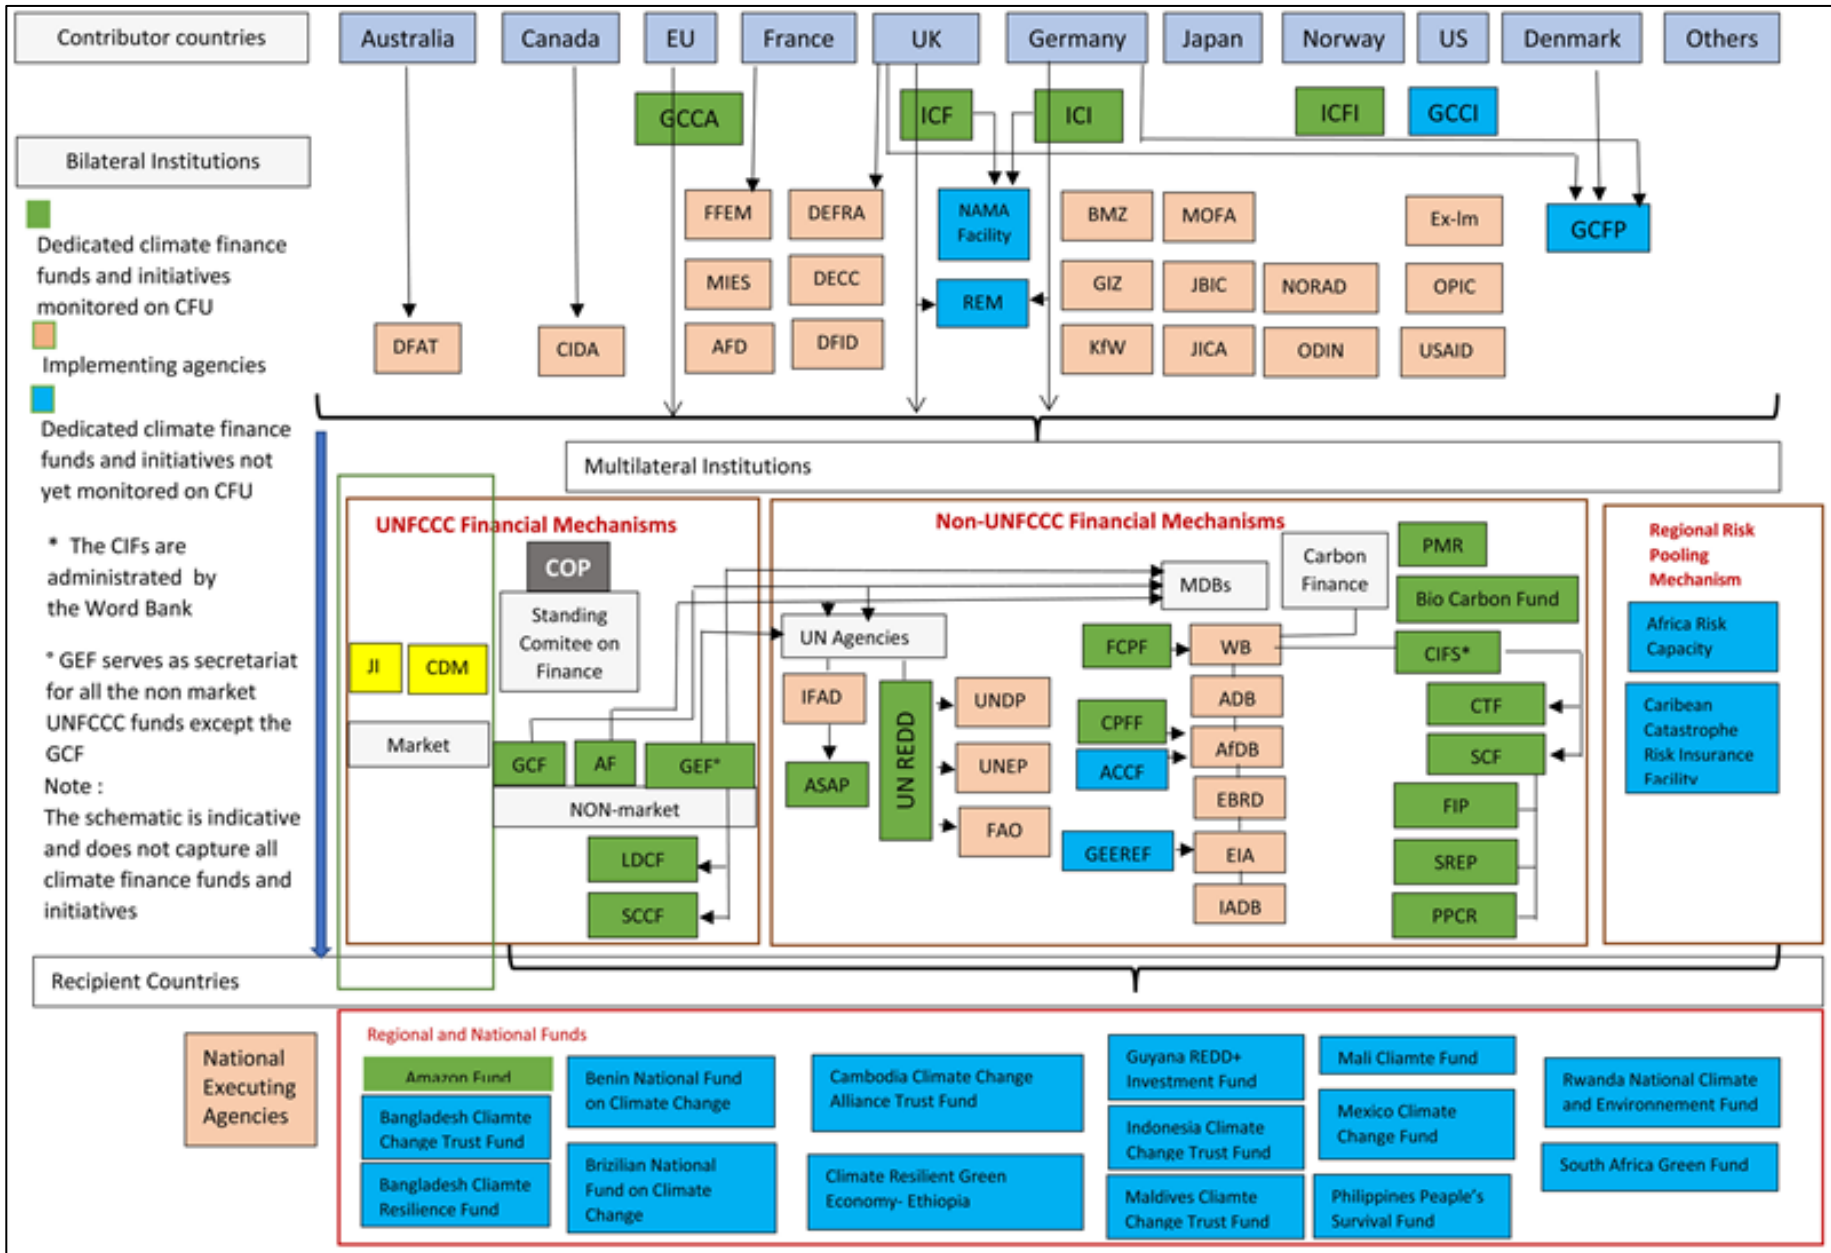 Contributor countries
Australia
Canada
EU
France
UK
Germany
Japan
Norway
US
Denmark
Others
GCCA
ICF
ICI
ICFI
GCCI
Bilateral Institutions
Dedicated climate finance
funds and initiatives
monitored on CFU
Implementing agencies
Dedicated climate finance
funds and initiatives not
yet monitored on CFU
* The CIFs are
administrated by
the Word Bank
° GEF serves as secretariat
for all the non market
UNFCCC funds except the
GCF
Note :
The schematic is indicative
and does not capture all
climate finance funds and
initiatives
FFEM
DEFRA
NAMA
Facility
BMZ
MOFA
Ex-Im
GCFP
MIES
DECC
REM
GIZ
JBIC
NORAD
OPIC
DFAT
CIDA
AFD
DFID
KfW
JICA
ODIN
USAID
Multilateral Institutions
UNFCCC Financial Mechanisms
COP
Standing
Comitee on
Finance
JI
CDM
Market
GCF
AF
GEF°
NON-market
LDCF
SCCF
Non-UNFCCC Financial Mechanisms
MDBs
Carbon
Finance
PMR
Bio Carbon Fund
UN Agencies
FCPF
WB
CIFS*
IFAD
UN REDD
UNDP
ADB
CTF
CPFF
AfDB
SCF
ASAP
UNEP
ACCF
EBRD
FIP
FAO
GEEREF
EIA
SREP
IADB
PPCR
Regional Risk
Pooling
Mechanism
Africa Risk
Capacity
Caribean
Catastrophe
Risk Insurance
Facility
Recipient Countries
National
Executing
Agencies
Regional and National Funds
Amazon Fund
Bangladesh Cliamte
Change Trust Fund
Bangladesh Cliamte
Resilience Fund
Benin National Fund
on Climate Change
Brizilian National
Fund on Climate
Change
Cambodia Climate Change
Alliance Trust Fund
Climate Resilient Green
Economy- Ethiopia
Guyana REDD+
Investment Fund
Indonesia Climate
Change Trust Fund
Maldives Cliamte
Change Trust Fund
Mali Cliamte Fund
Mexico Climate
Change Fund
Philippines Peaple's
Survival Fund
Rwanda National Climate
and Environnement Fund
South Africa Green Fund